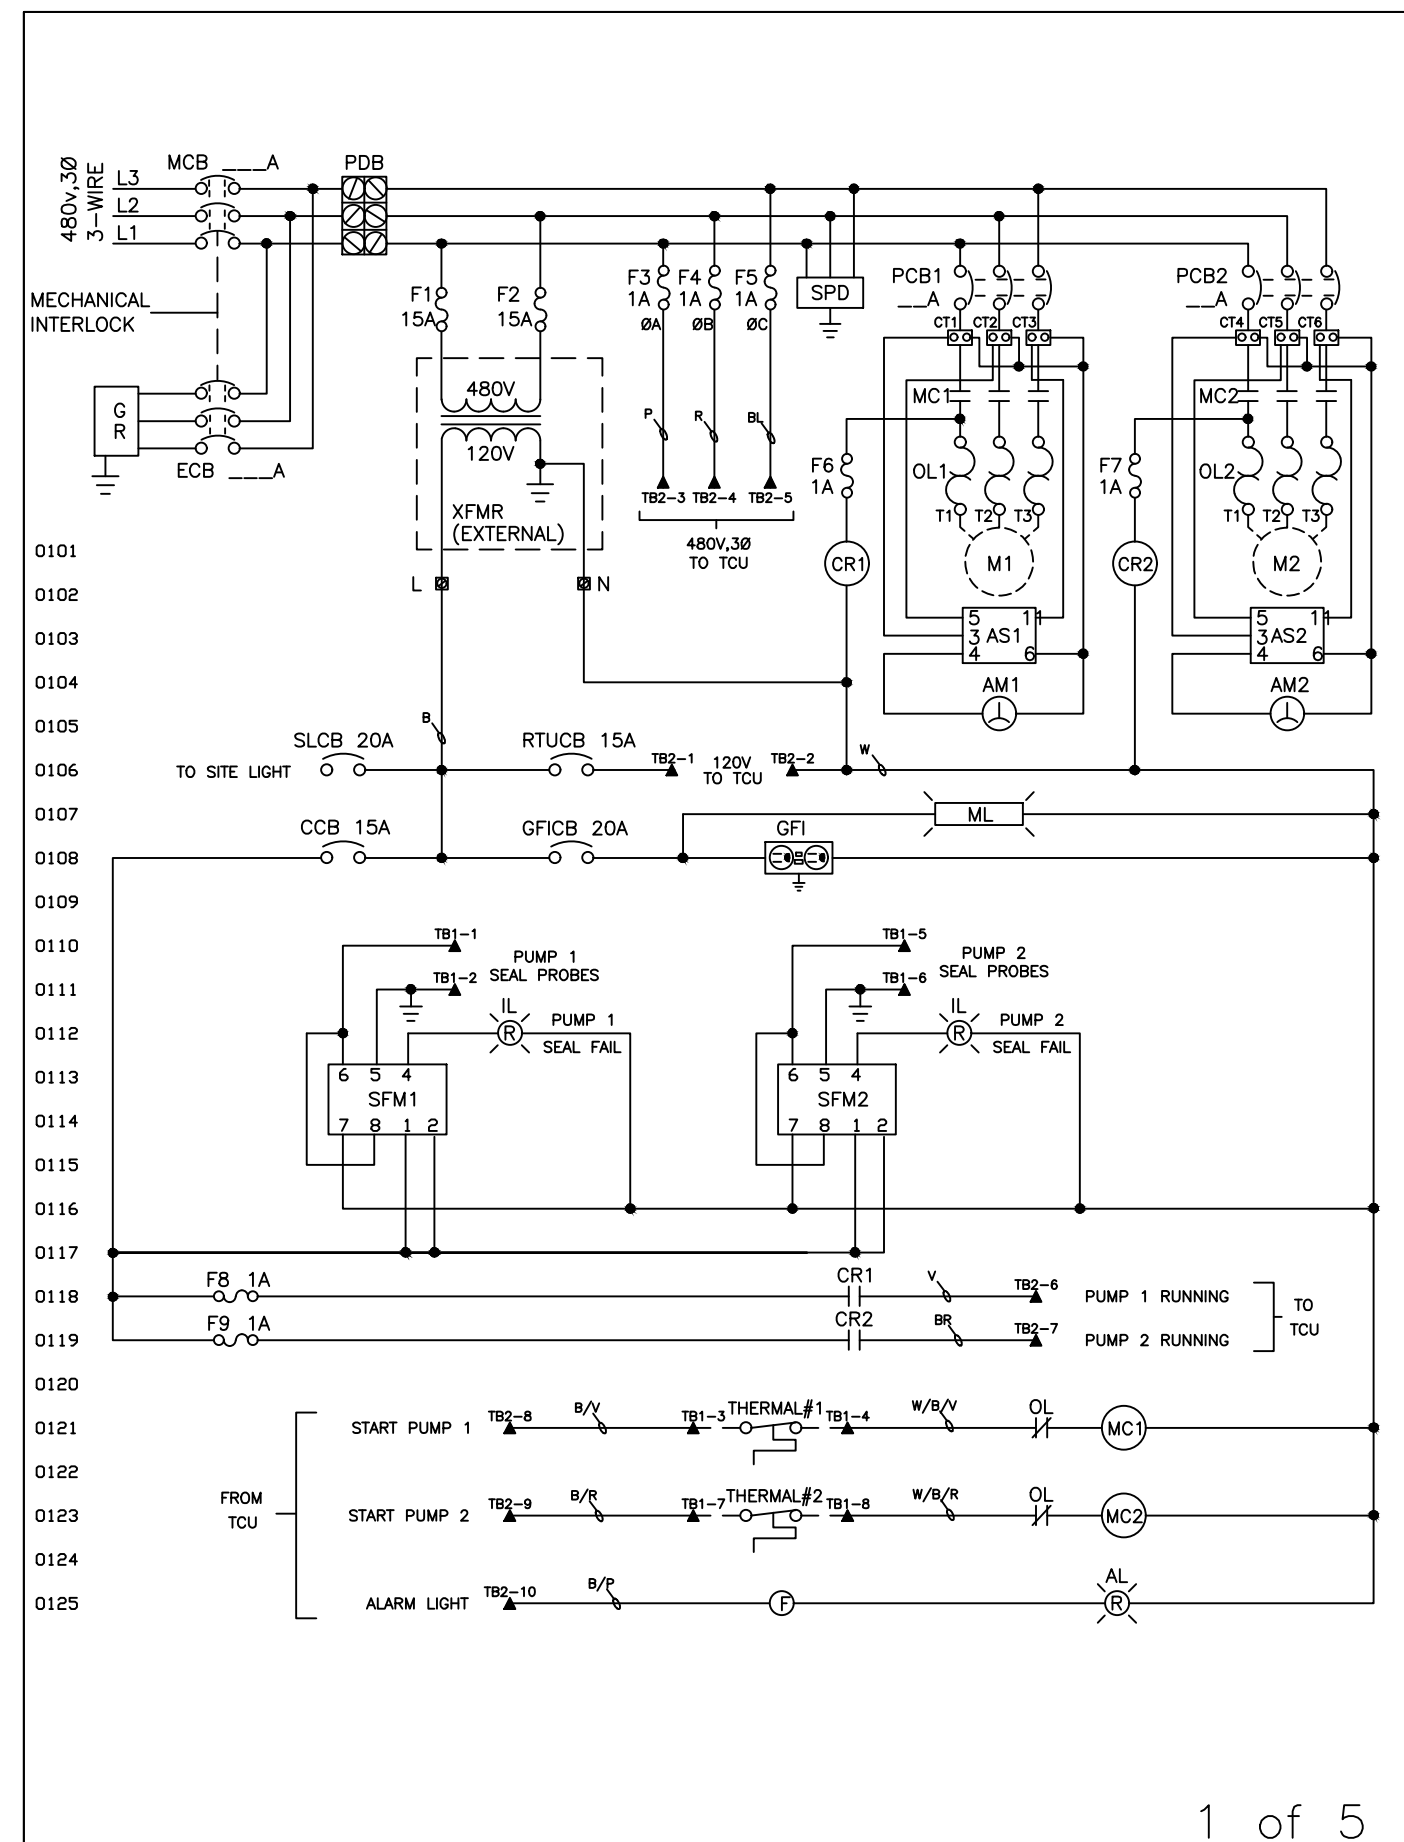 480v,3Ø
3-WIRE
L3
L2
L1
MCB ___A
PDB
MECHANICAL
INTERLOCK
G
R
ECB ___A
F1
15A
F2
15A
480V
120V
XFMR
(EXTERNAL)
L
N
F3
1A
ØA
F4
1A
ØB
F5
1A
ØC
P
R
BL
TB2-3
TB2-4
TB2-5
480V,3Ø
TO TCU
SPD
PCB1
__A
CT1
CT2
CT3
MC1
F6
1A
OL1
T1
T2
T3
CR1
M1
5
1
1
3
AS1
4
6
AM1
PCB2
__A
CT4
CT5
CT6
MC2
F7
1A
OL2
T1
T2
T3
CR2
M2
5
1
1
3
AS2
4
6
AM2
0101
0102
0103
0104
0105
B
0106
TO SITE LIGHT
SLCB 20A
RTUCB 15A
TB2-1
120V
TO TCU
TB2-2
W
0107
ML
0108
CCB 15A
GFICB 20A
GFI
0109
0110
TB1-1
PUMP 1
SEAL PROBES
TB1-5
PUMP 2
SEAL PROBES
0111
TB1-2
TB1-6
0112
IL
R
PUMP 1
SEAL FAIL
IL
R
PUMP 2
SEAL FAIL
0113
6 5 4
SFM1
7 8 1 2
6 5 4
SFM2
7 8 1 2
0114
0115
0116
0117
0118
F8 1A
CR1
V
TB2-6
PUMP 1 RUNNING
0119
F9 1A
CR2
BR
TB2-7
PUMP 2 RUNNING
TO
TCU
0120
0121
START PUMP 1
TB2-8
B/V
TB1-3
THERMAL#1
TB1-4
W/B/V
OL
MC1
0122
FROM
TCU
0123
START PUMP 2
TB2-9
B/R
TB1-7
THERMAL#2
TB1-8
W/B/R
OL
MC2
0124
0125
ALARM LIGHT
TB2-10
B/P
F
AL
R
1 of 5